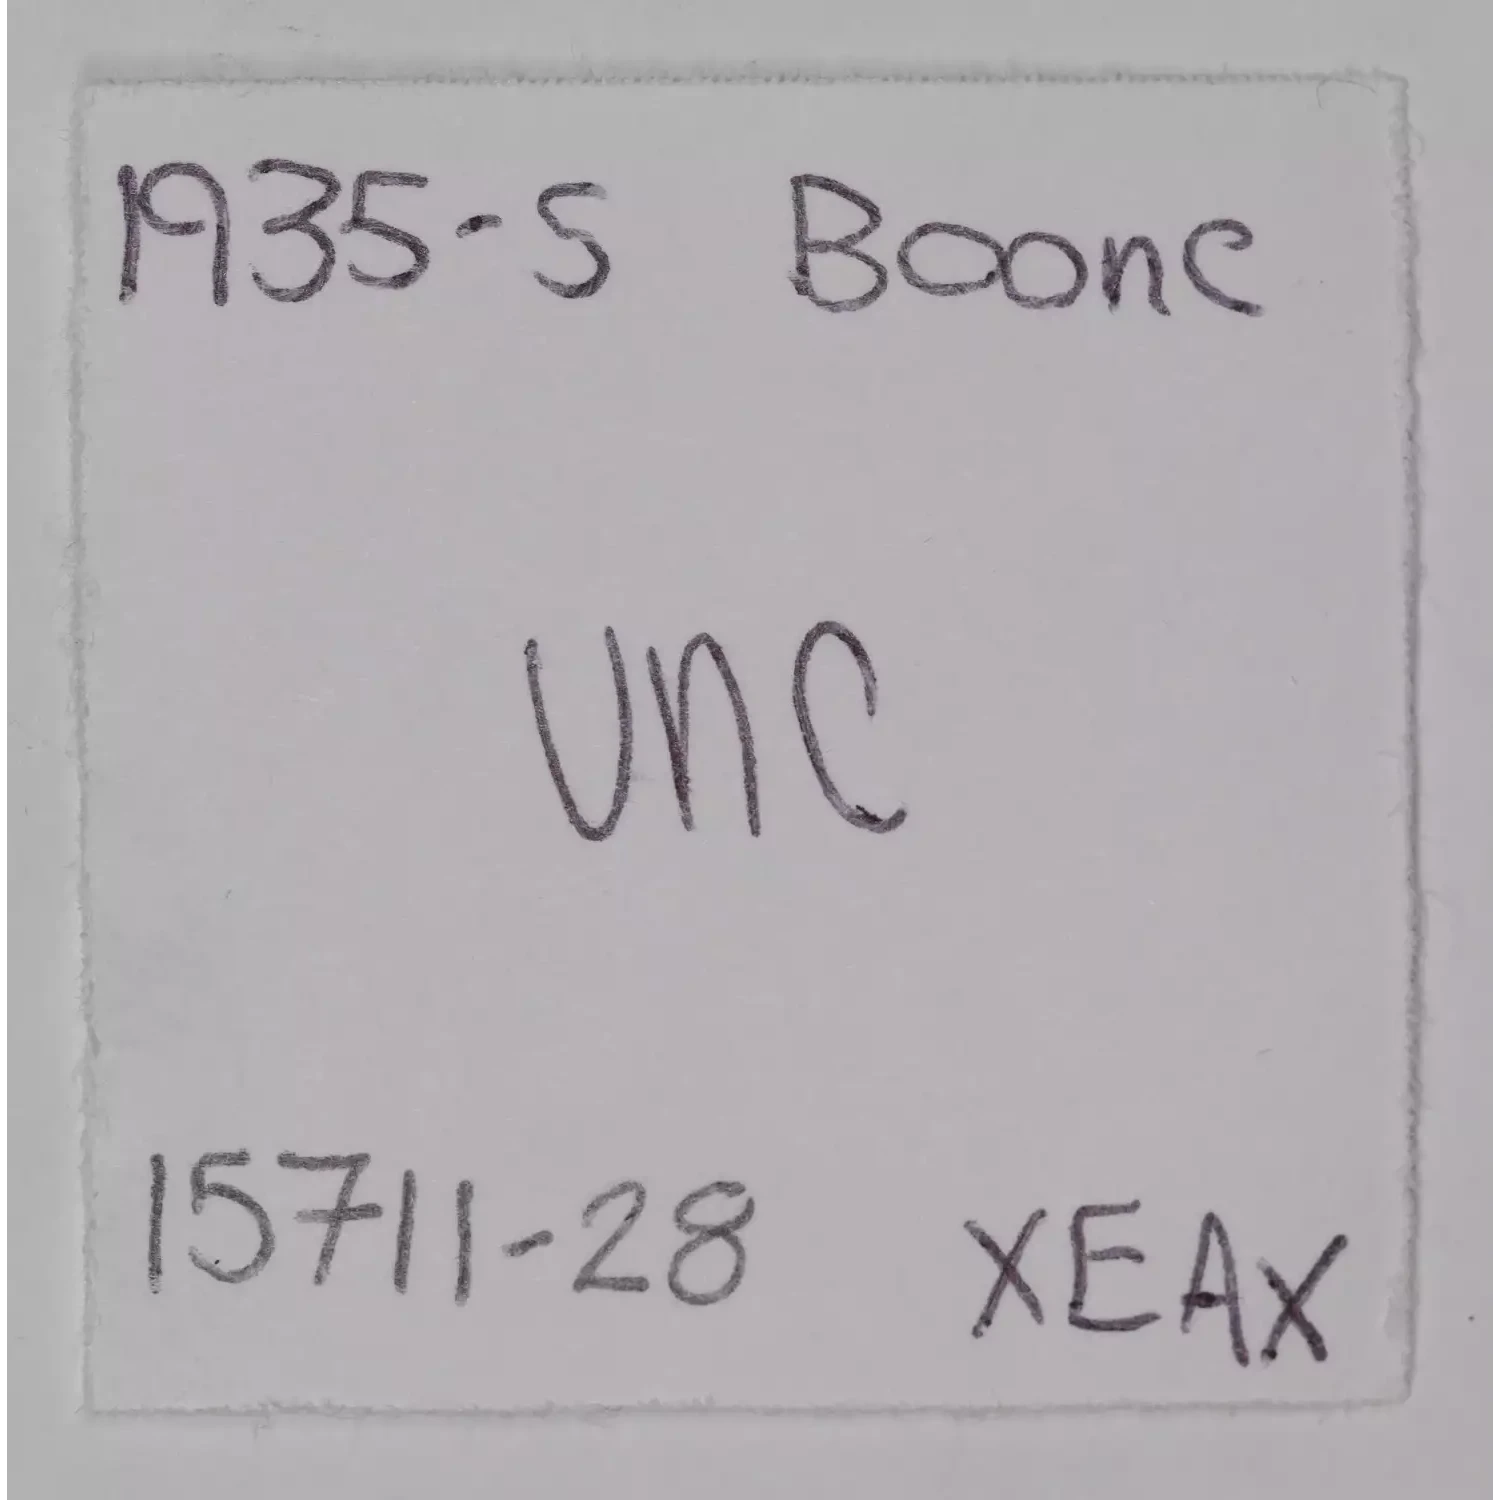 1935-S Boone
UNC
15711-28 XEAX